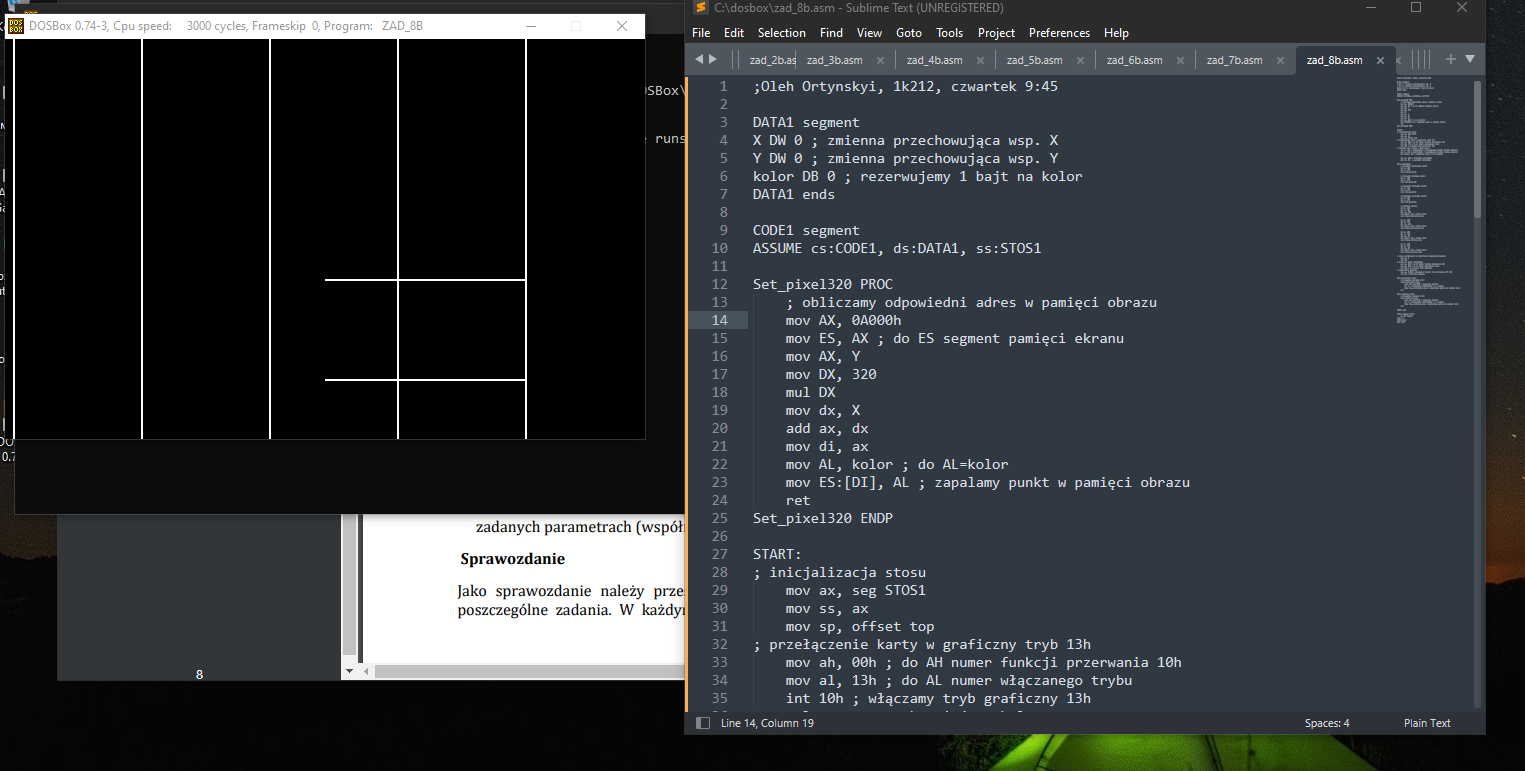 DOSBox 0.74-3, Cpu speed: 3000 cycles, Frameskip 0, Program: ZAD_8B
DOSBox\
runs
zadanych parametrach
Sprawozdanie
Jako sprawozdanie należy
poszczególne zadania. W
8
C:\dosbox\zad_8b.asm - Sublime Text (UNREGISTERED)
File Edit Selection Find View Goto Tools Project Preferences Help
zad_2b.as zad_3b.asm zad_4b.asm zad_5b.asm zad_6b.asm zad_7b.asm zad_8b.asm
1 ;Oleh Ortynskyi, 1k212, czwartek 9:45
2
3 DATA1 segment
4 X DW 0 ; zmienna przechowująca wsp. X
5 Y DW 0 ; zmienna przechowująca wsp. Y
6 kolor DB 0 ; rezerwujemy 1 bajt na kolor
7 DATA1 ends
8
9 CODE1 segment
10 ASSUME cs:CODE1, ds:DATA1, ss:STOS1
11
12 Set_pixel320 PROC
13 ; obliczamy odpowiedni adres w pamięci obrazu
14 mov AX, 0A000h
15 mov ES, AX ; do ES segment pamięci ekranu
16 mov AX, Y
17 mov DX, 320
18 mul DX
19 mov dx, X
20 add ax, dx
21 mov di, ax
22 mov AL, kolor ; do AL=kolor
23 mov ES:[DI], AL ; zapalamy punkt w pamięci obrazu
24 ret
25 Set_pixel320 ENDP
26
27 START:
28 ; inicjalizacja stosu
29 mov ax, seg STOS1
30 mov ss, ax
31 mov sp, offset top
32 ; przełączenie karty w graficzny tryb 13h
33 mov ah, 00h ; do AH numer funkcji przerwania 10h
34 mov al, 13h ; do AL numer włączanego trybu
35 int 10h ; włączamy tryb graficzny 13h
Line 14, Column 19 Spaces: 4 Plain Text